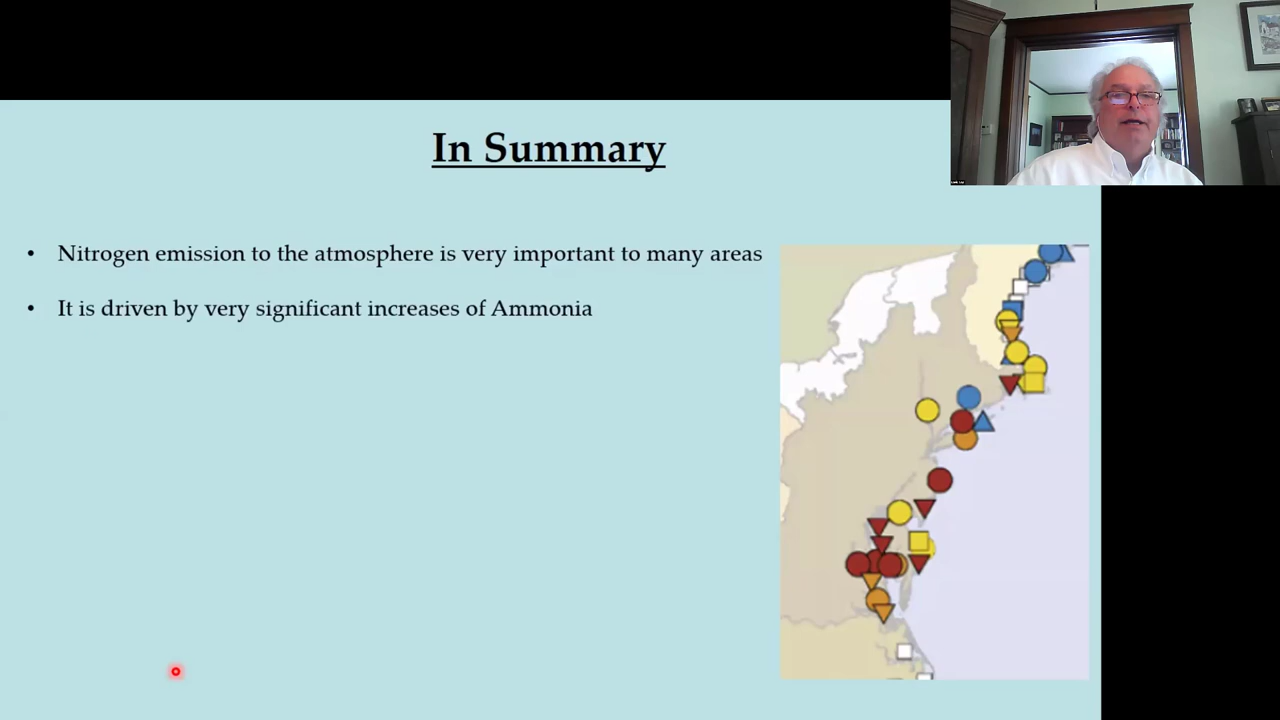 In Summary
• Nitrogen emission to the atmosphere is very important to many areas
• It is driven by very significant increases of Ammonia